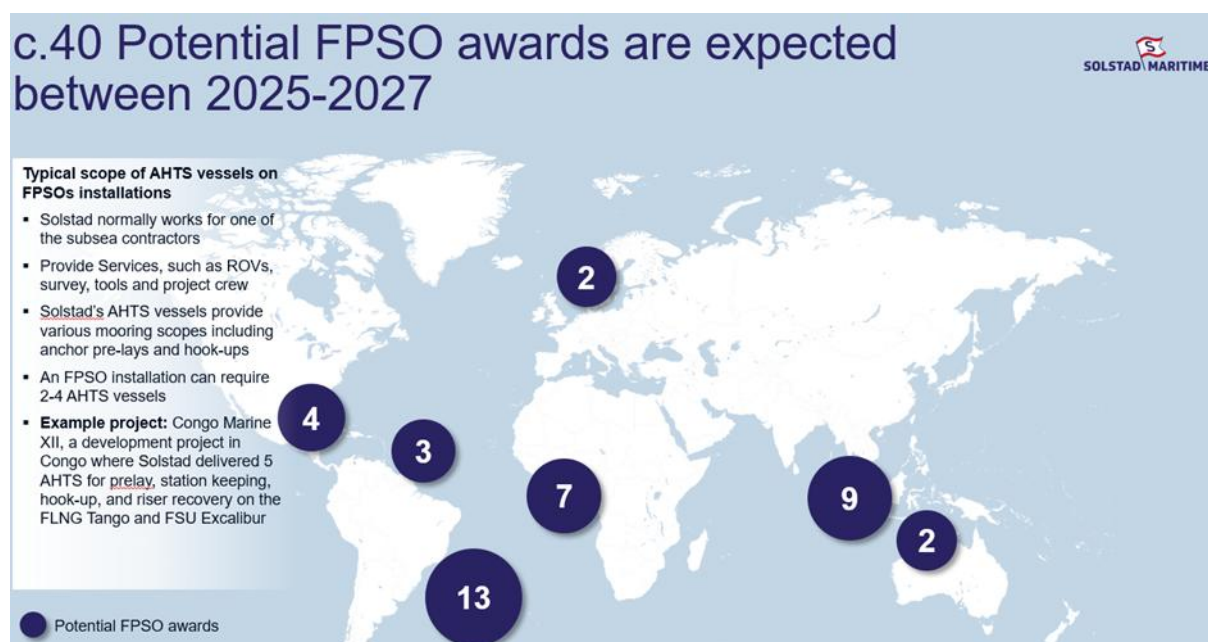 c.40 Potential FPSO awards are expected
between 2025-2027
S
SOLSTAD MARITIME
Typical scope of AHTS vessels on
FPSOs installations
▪ Solstad normally works for one of
the subsea contractors
▪ Provide Services, such as ROVs,
survey, tools and project crew
▪ Solstad's AHTS vessels provide
various mooring scopes including
anchor pre-lays and hook-ups
▪ An FPSO installation can require
2-4 AHTS vessels
▪ Example project: Congo Marine
XII, a development project in
Congo where Solstad delivered 5
AHTS for prelay, station keeping,
hook-up, and riser recovery on the
FLNG Tango and FSU Excalibur
2
4
3
7
9
2
13
Potential FPSO awards